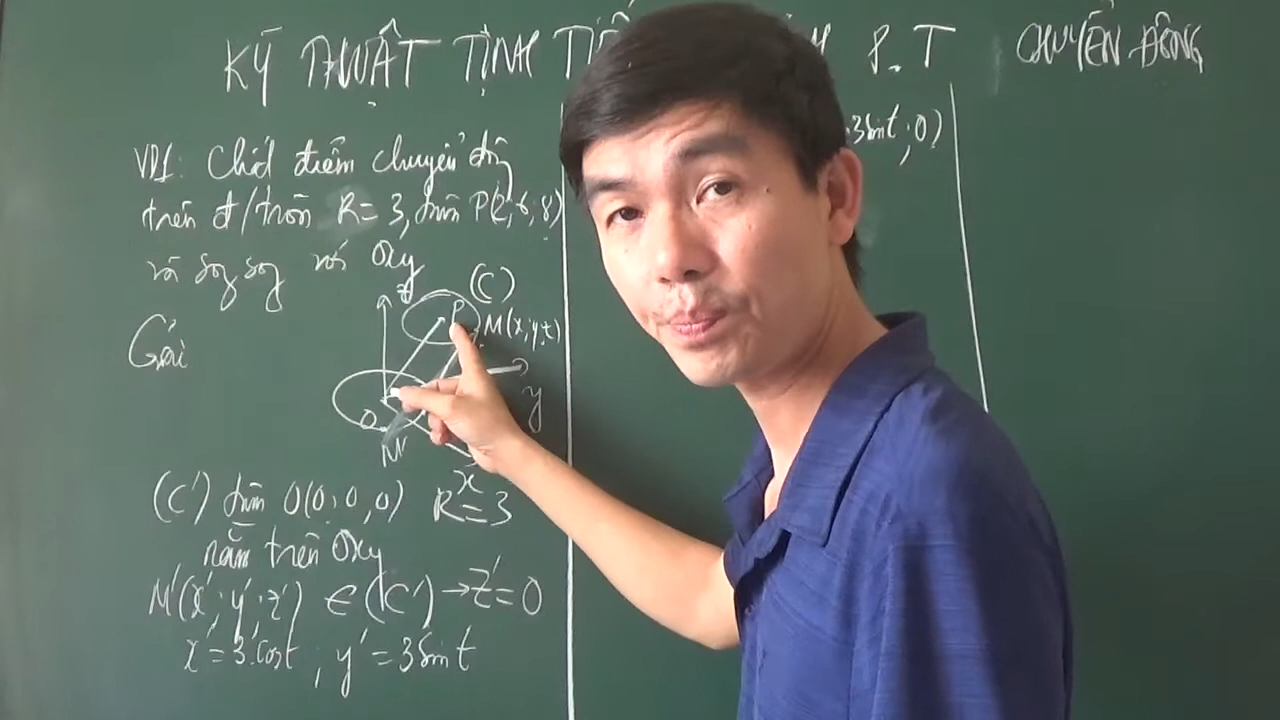 KỸ THUẬT TỊNH TIẾ P.T CHUYỂN ĐỘNG
VD1: Chất điểm chuyển động
trên đ/tròn R = 3, tâm P(2; 6; 8)
và song song với Oxy
Giải
z
(C)
P
M(x; y; z)
y
O
M'
x
(C') tâm O(0; 0; 0) R = 3
nằm trên Oxy
M'(x'; y'; z') ∈ (C') → z' = 0
x' = 3.cost ; y' = 3sint
3sint; 0)